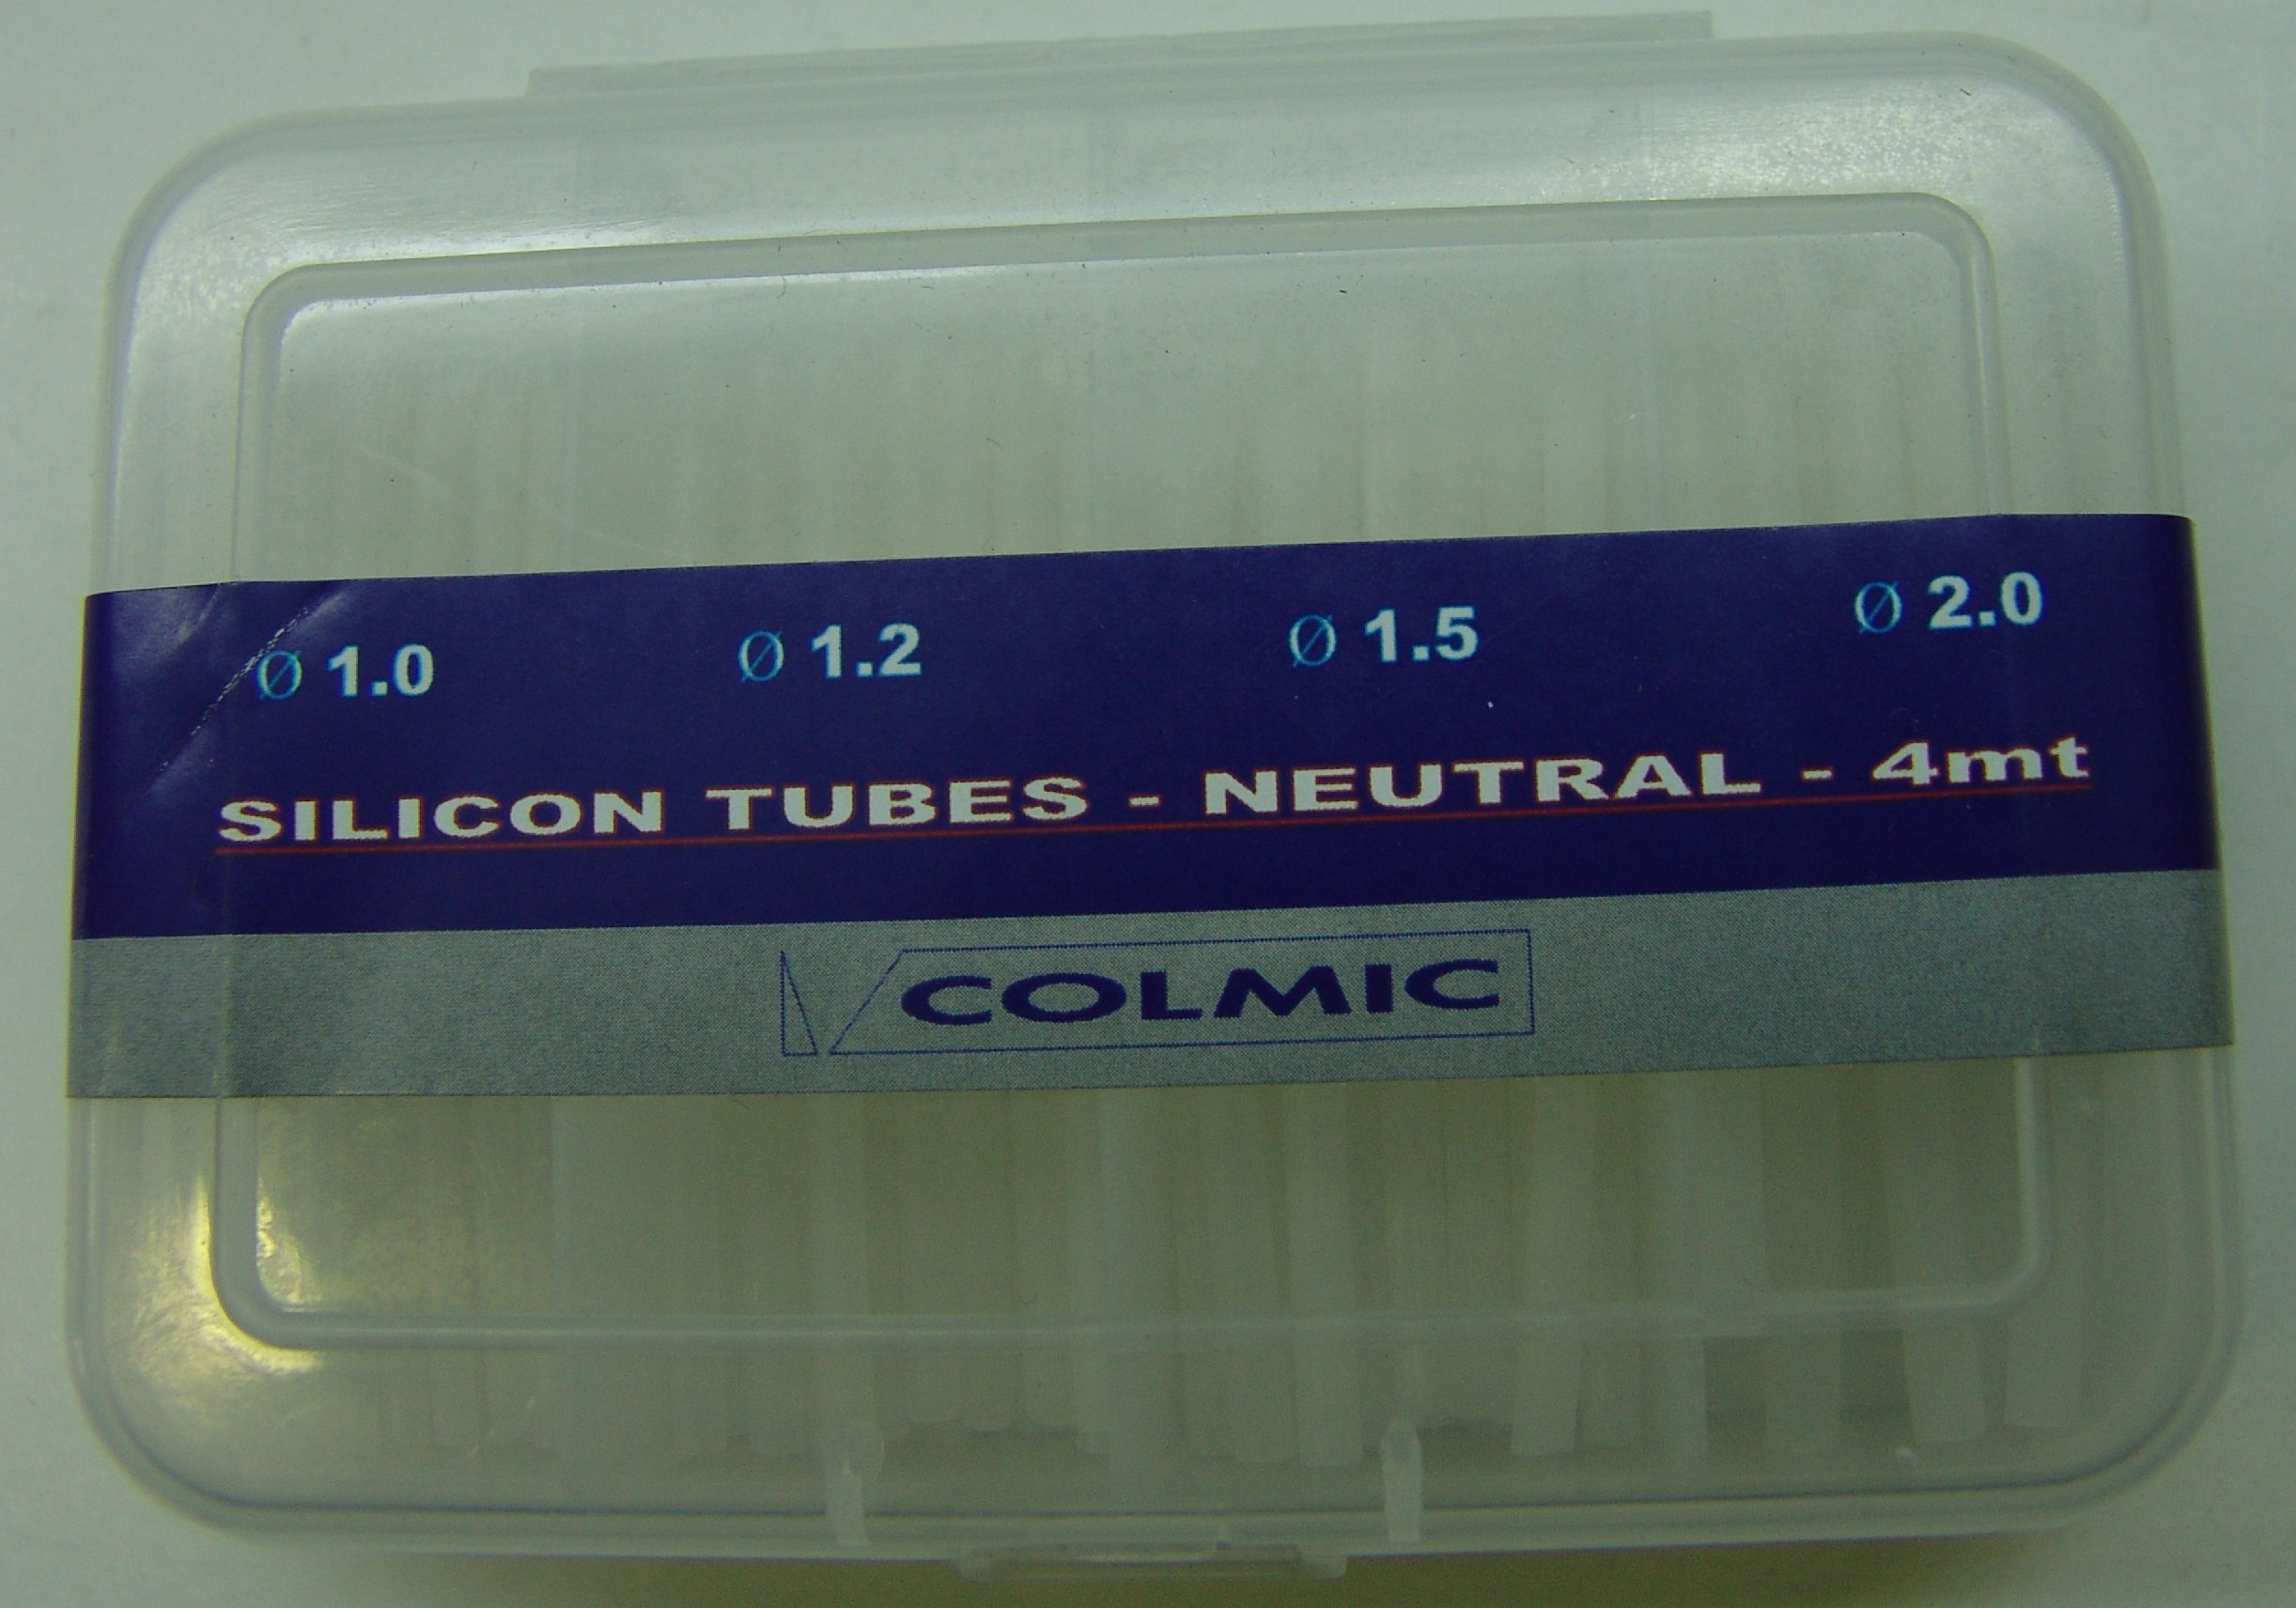 Ø 1.0 Ø 1.2 Ø 1.5 Ø 2.0
SILICON TUBES - NEUTRAL - 4mt
COLMIC